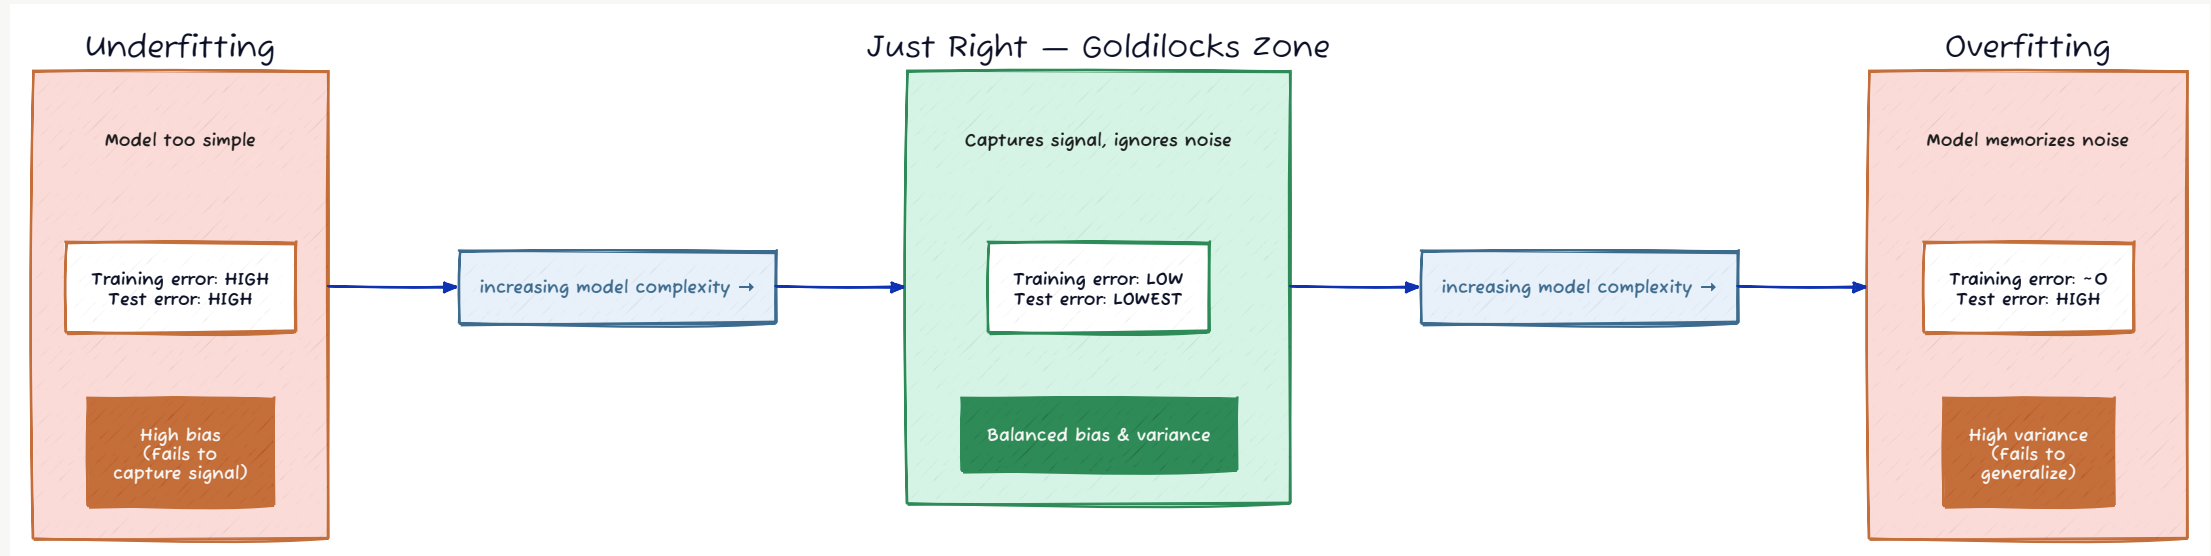 Underfitting
Model too simple
Training error: HIGH
Test error: HIGH
High bias
(Fails to
capture signal)
increasing model complexity →
Just Right — Goldilocks Zone
Captures signal, ignores noise
Training error: LOW
Test error: LOWEST
Balanced bias & variance
increasing model complexity →
Overfitting
Model memorizes noise
Training error: ~0
Test error: HIGH
High variance
(Fails to
generalize)